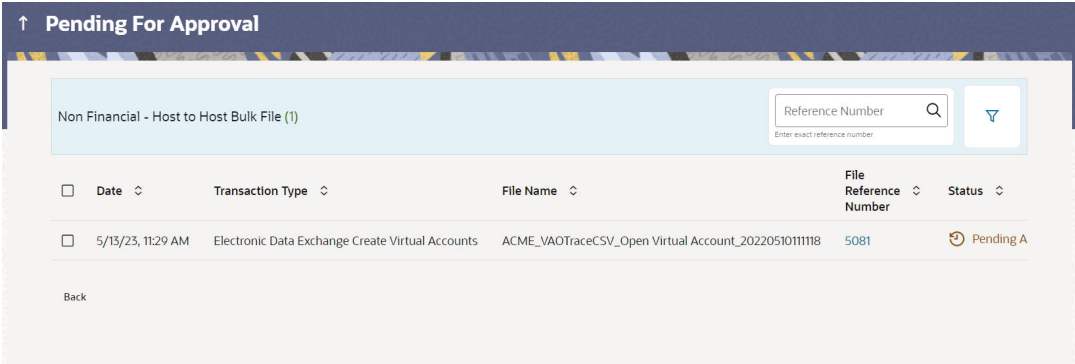 Pending For Approval
Non Financial - Host to Host Bulk File (1)
Reference Number
Enter exact reference number
Date
Transaction Type
File Name
File
Reference
Number
Status
5/13/23, 11:29 AM
Electronic Data Exchange Create Virtual Accounts
ACME_VAOTraceCSV_Open Virtual Account_20220510111118
5081
Pending A
Back